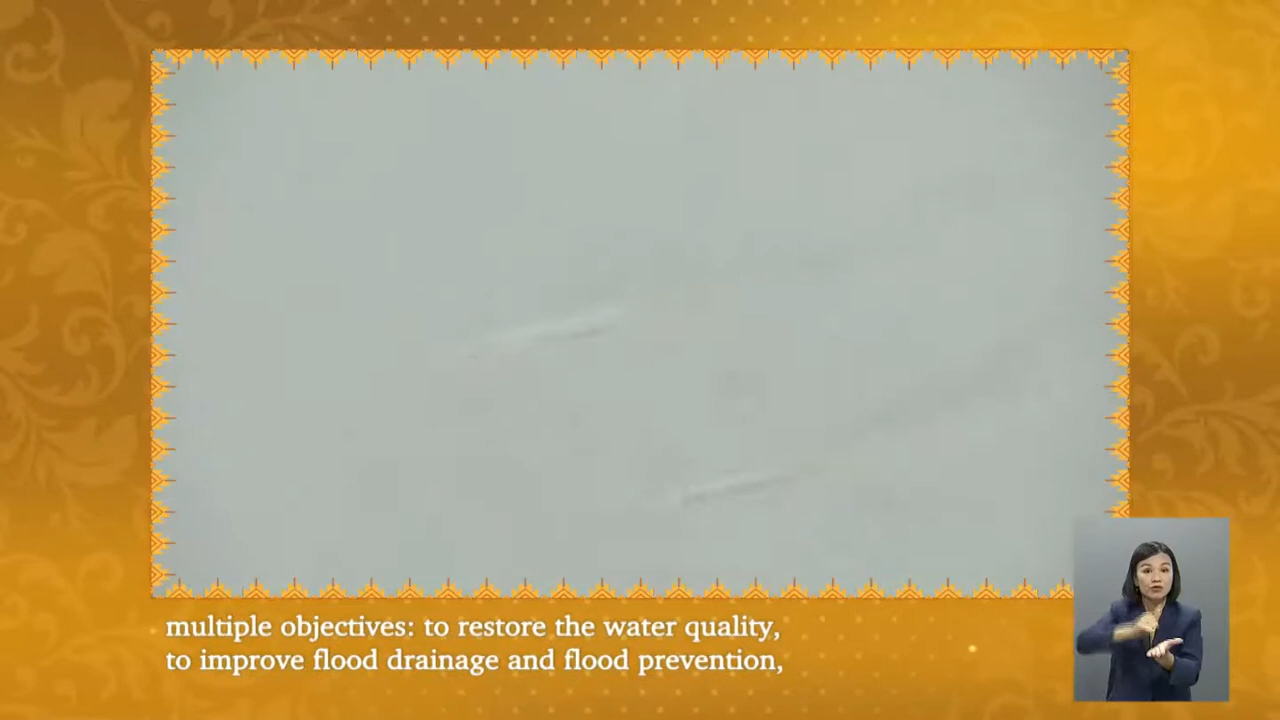 multiple objectives: to restore the water quality,
to improve flood drainage and flood prevention,